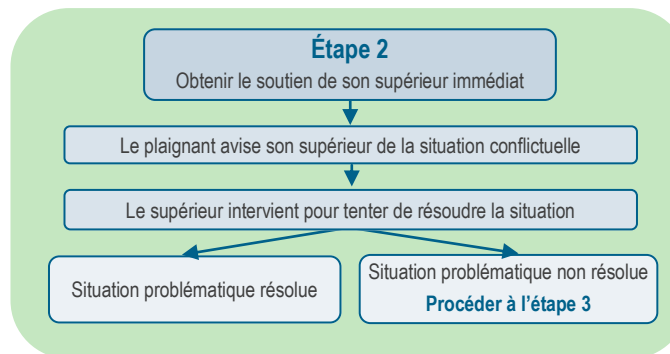 Étape 2
Obtenir le soutien de son supérieur immédiat
Le plaignant avise son supérieur de la situation conflictuelle
Le supérieur intervient pour tenter de résoudre la situation
Situation problématique résolue
Situation problématique non résolue
Procéder à l'étape 3